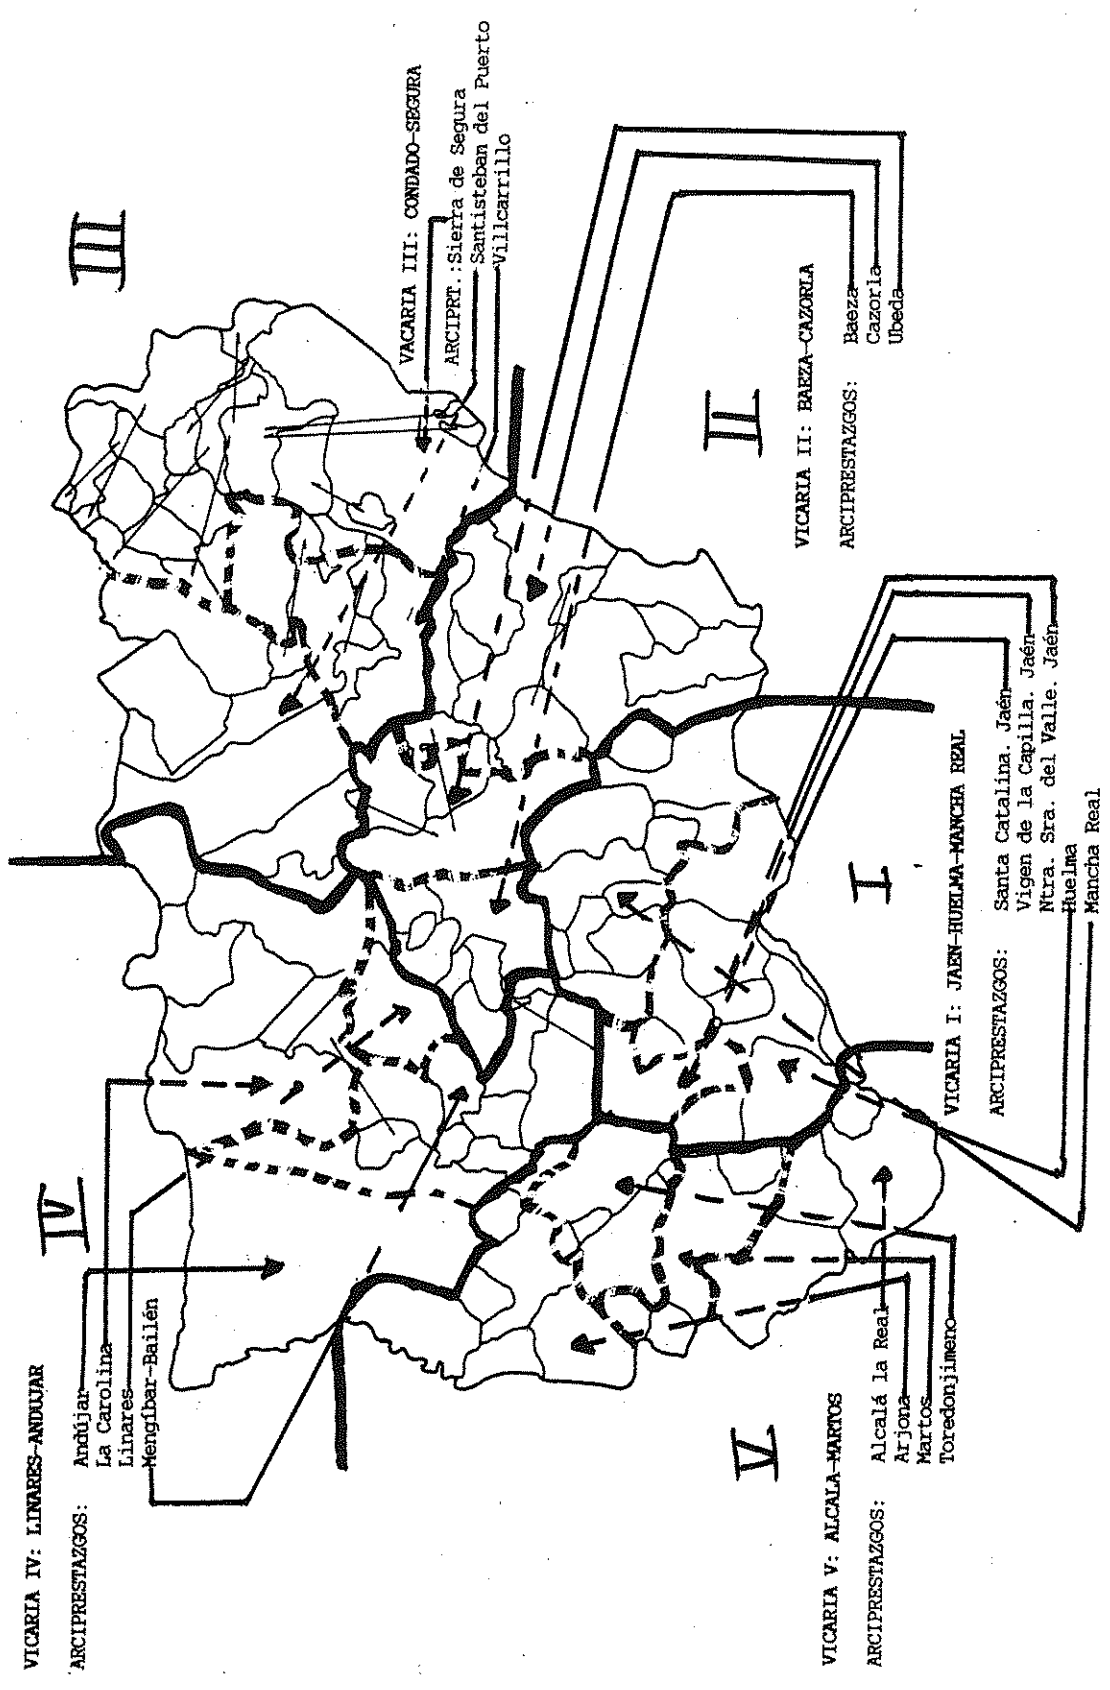 VICARIA IV: LINARES-ANDUJAR
ARCIPRESTAZGOS: Andújar
La Carolina
Linares
Mengíbar-Bailén
IV
III
VACARIA III: CONDADO-SEGURA
ARCIPRT.: Sierra de Segura
Santisteban del Puerto
Villcarrillo
II
VICARIA II: BAEZA-CAZORLA
ARCIPRESTAZGOS: Baeza
Cazorla
Ubeda
V
VICARIA V: ALCALA-MARTOS
ARCIPRESTAZGOS: Alcalá la Real
Arjona
Martos
Toredonjimeno
I
VICARIA I: JAEN-HUELMA-MANCHA REAL
ARCIPRESTAZGOS: Santa Catalina. Jaén
Vigen de la Capilla. Jaén
Ntra. Sra. del Valle. Jaén
Huelma
Mancha Real